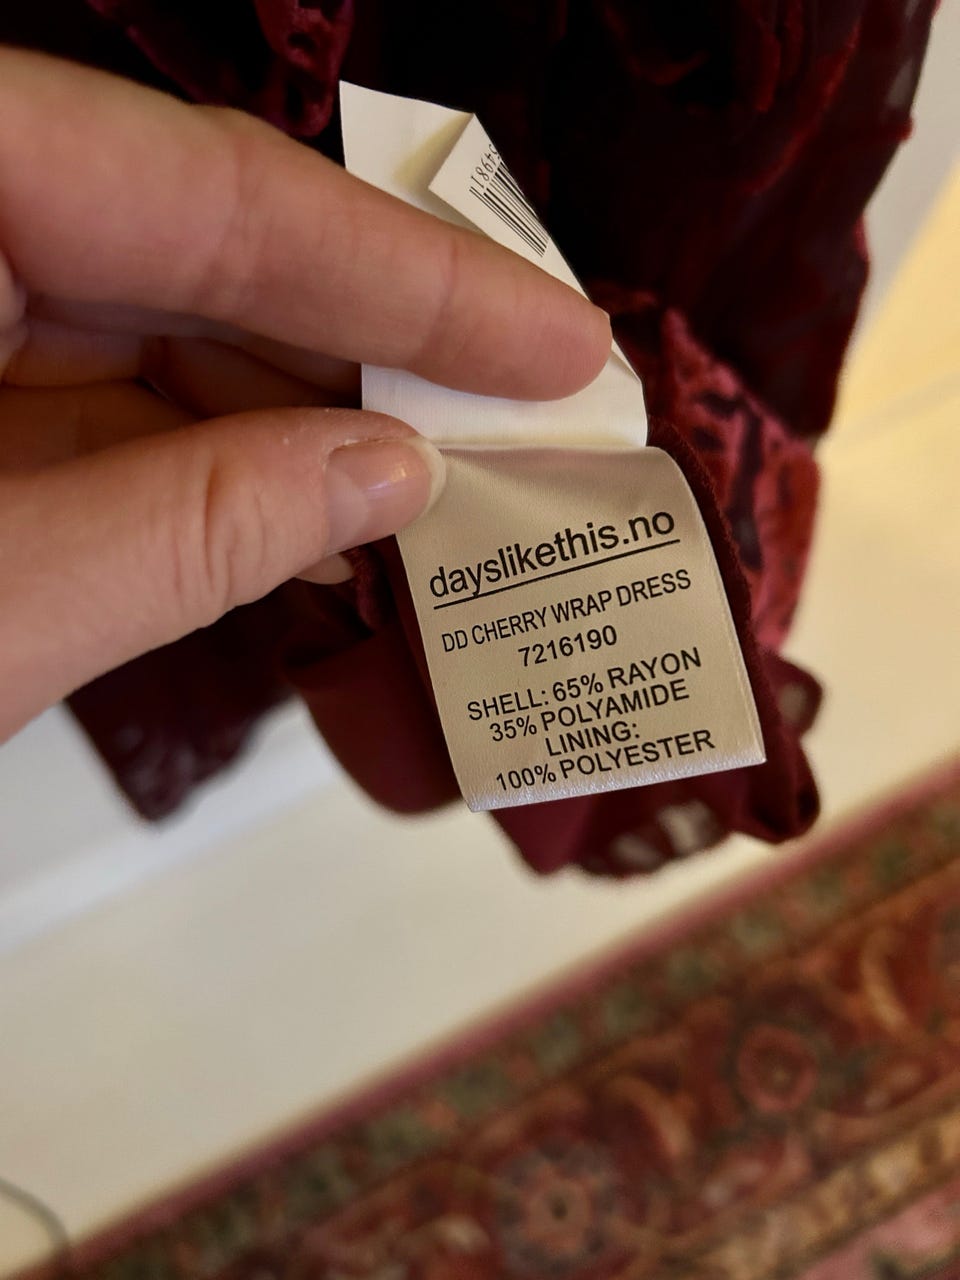 dayslikethis.no
DD CHERRY WRAP DRESS
7216190
SHELL: 65% RAYON
35% POLYAMIDE
LINING:
100% POLYESTER